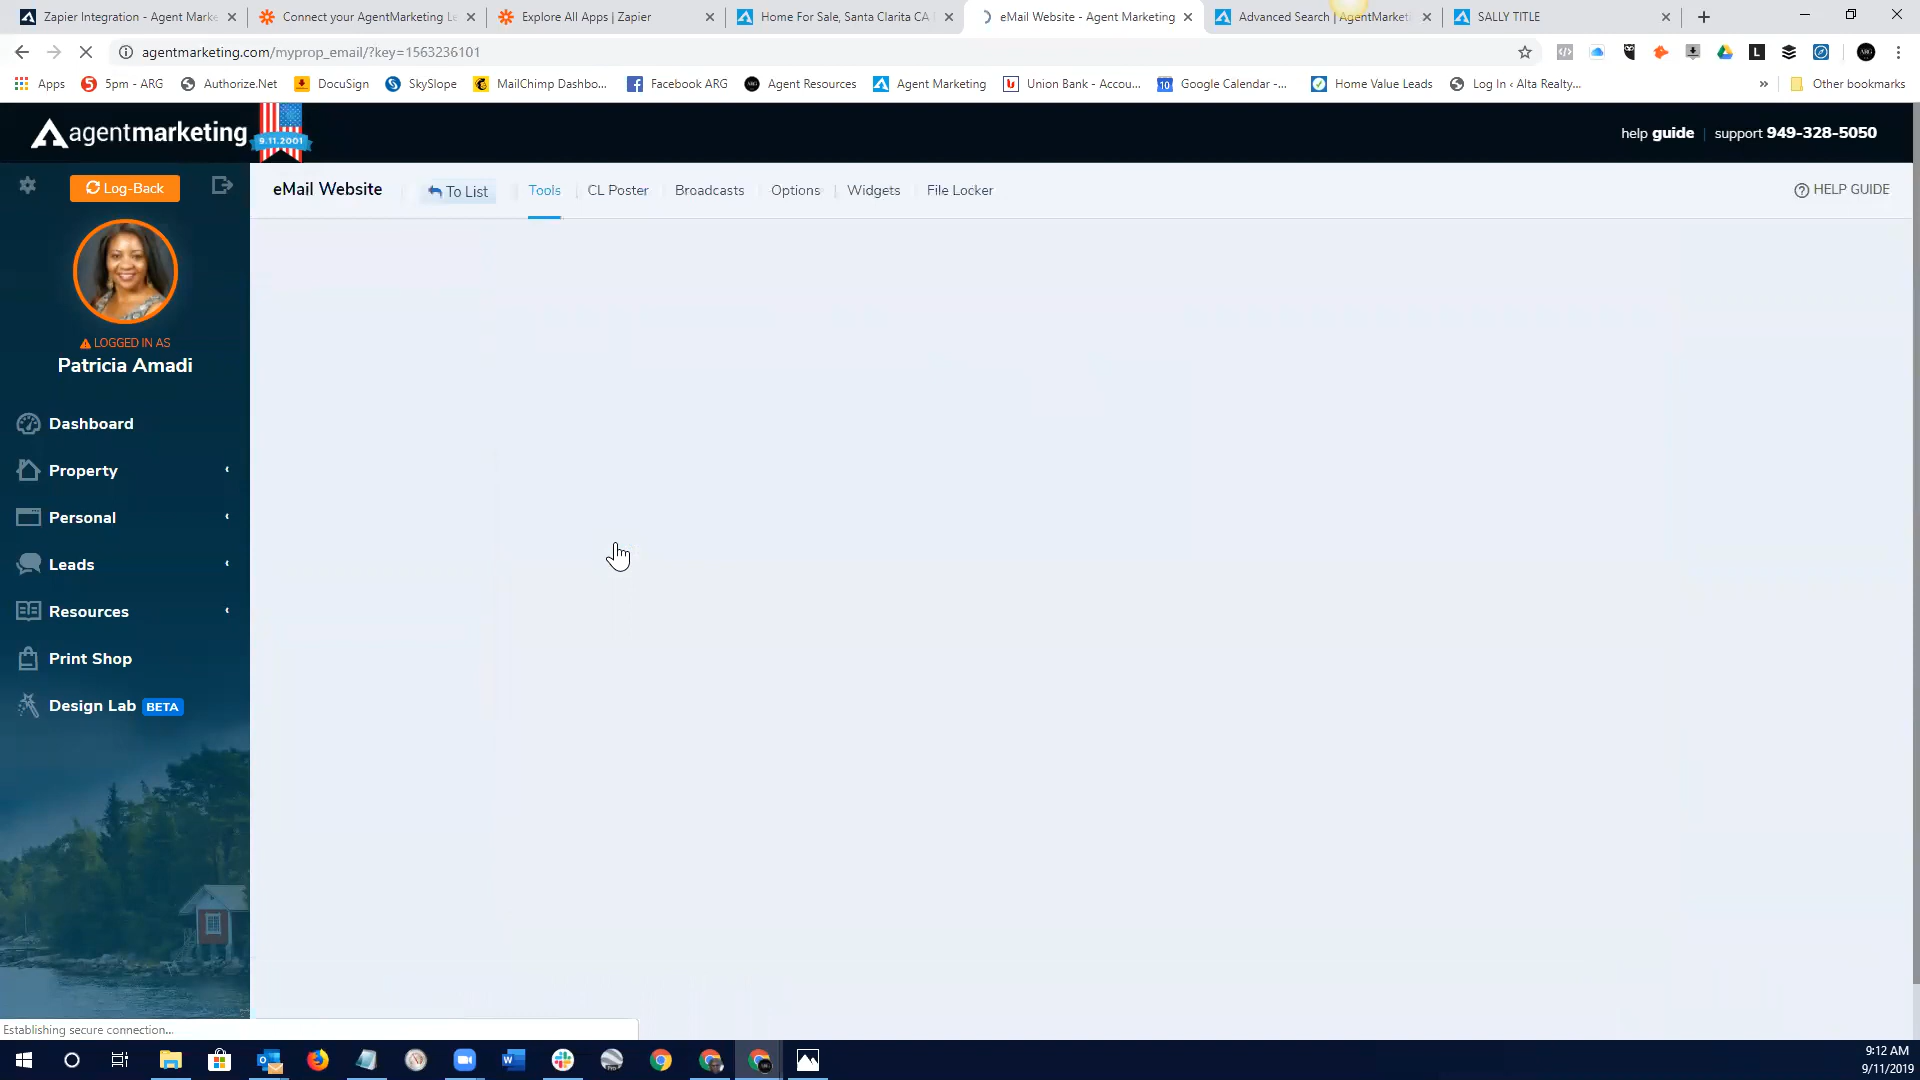 Zapier Integration - Agent Marke
Connect your AgentMarketing Le
Explore All Apps | Zapier
Home For Sale, Santa Clarita CA
eMail Website - Agent Marketing
Advanced Search | AgentMarket
SALLY TITLE
agentmarketing.com/myprop_email/?key=1563236101
Apps
5pm - ARG
Authorize.Net
DocuSign
SkySlope
MailChimp Dashbo...
Facebook ARG
Agent Resources
Agent Marketing
Union Bank - Accou...
Google Calendar -...
Home Value Leads
Log In ‹ Alta Realty...
»
Other bookmarks
agentmarketing
9.11.2001
help guide | support 949-328-5050
Log-Back
eMail Website
To List
Tools
CL Poster
Broadcasts
Options
Widgets
File Locker
HELP GUIDE
LOGGED IN AS
Patricia Amadi
Dashboard
Property
Personal
Leads
Resources
Print Shop
Design Lab BETA
Establishing secure connection...
9:12 AM
9/11/2019